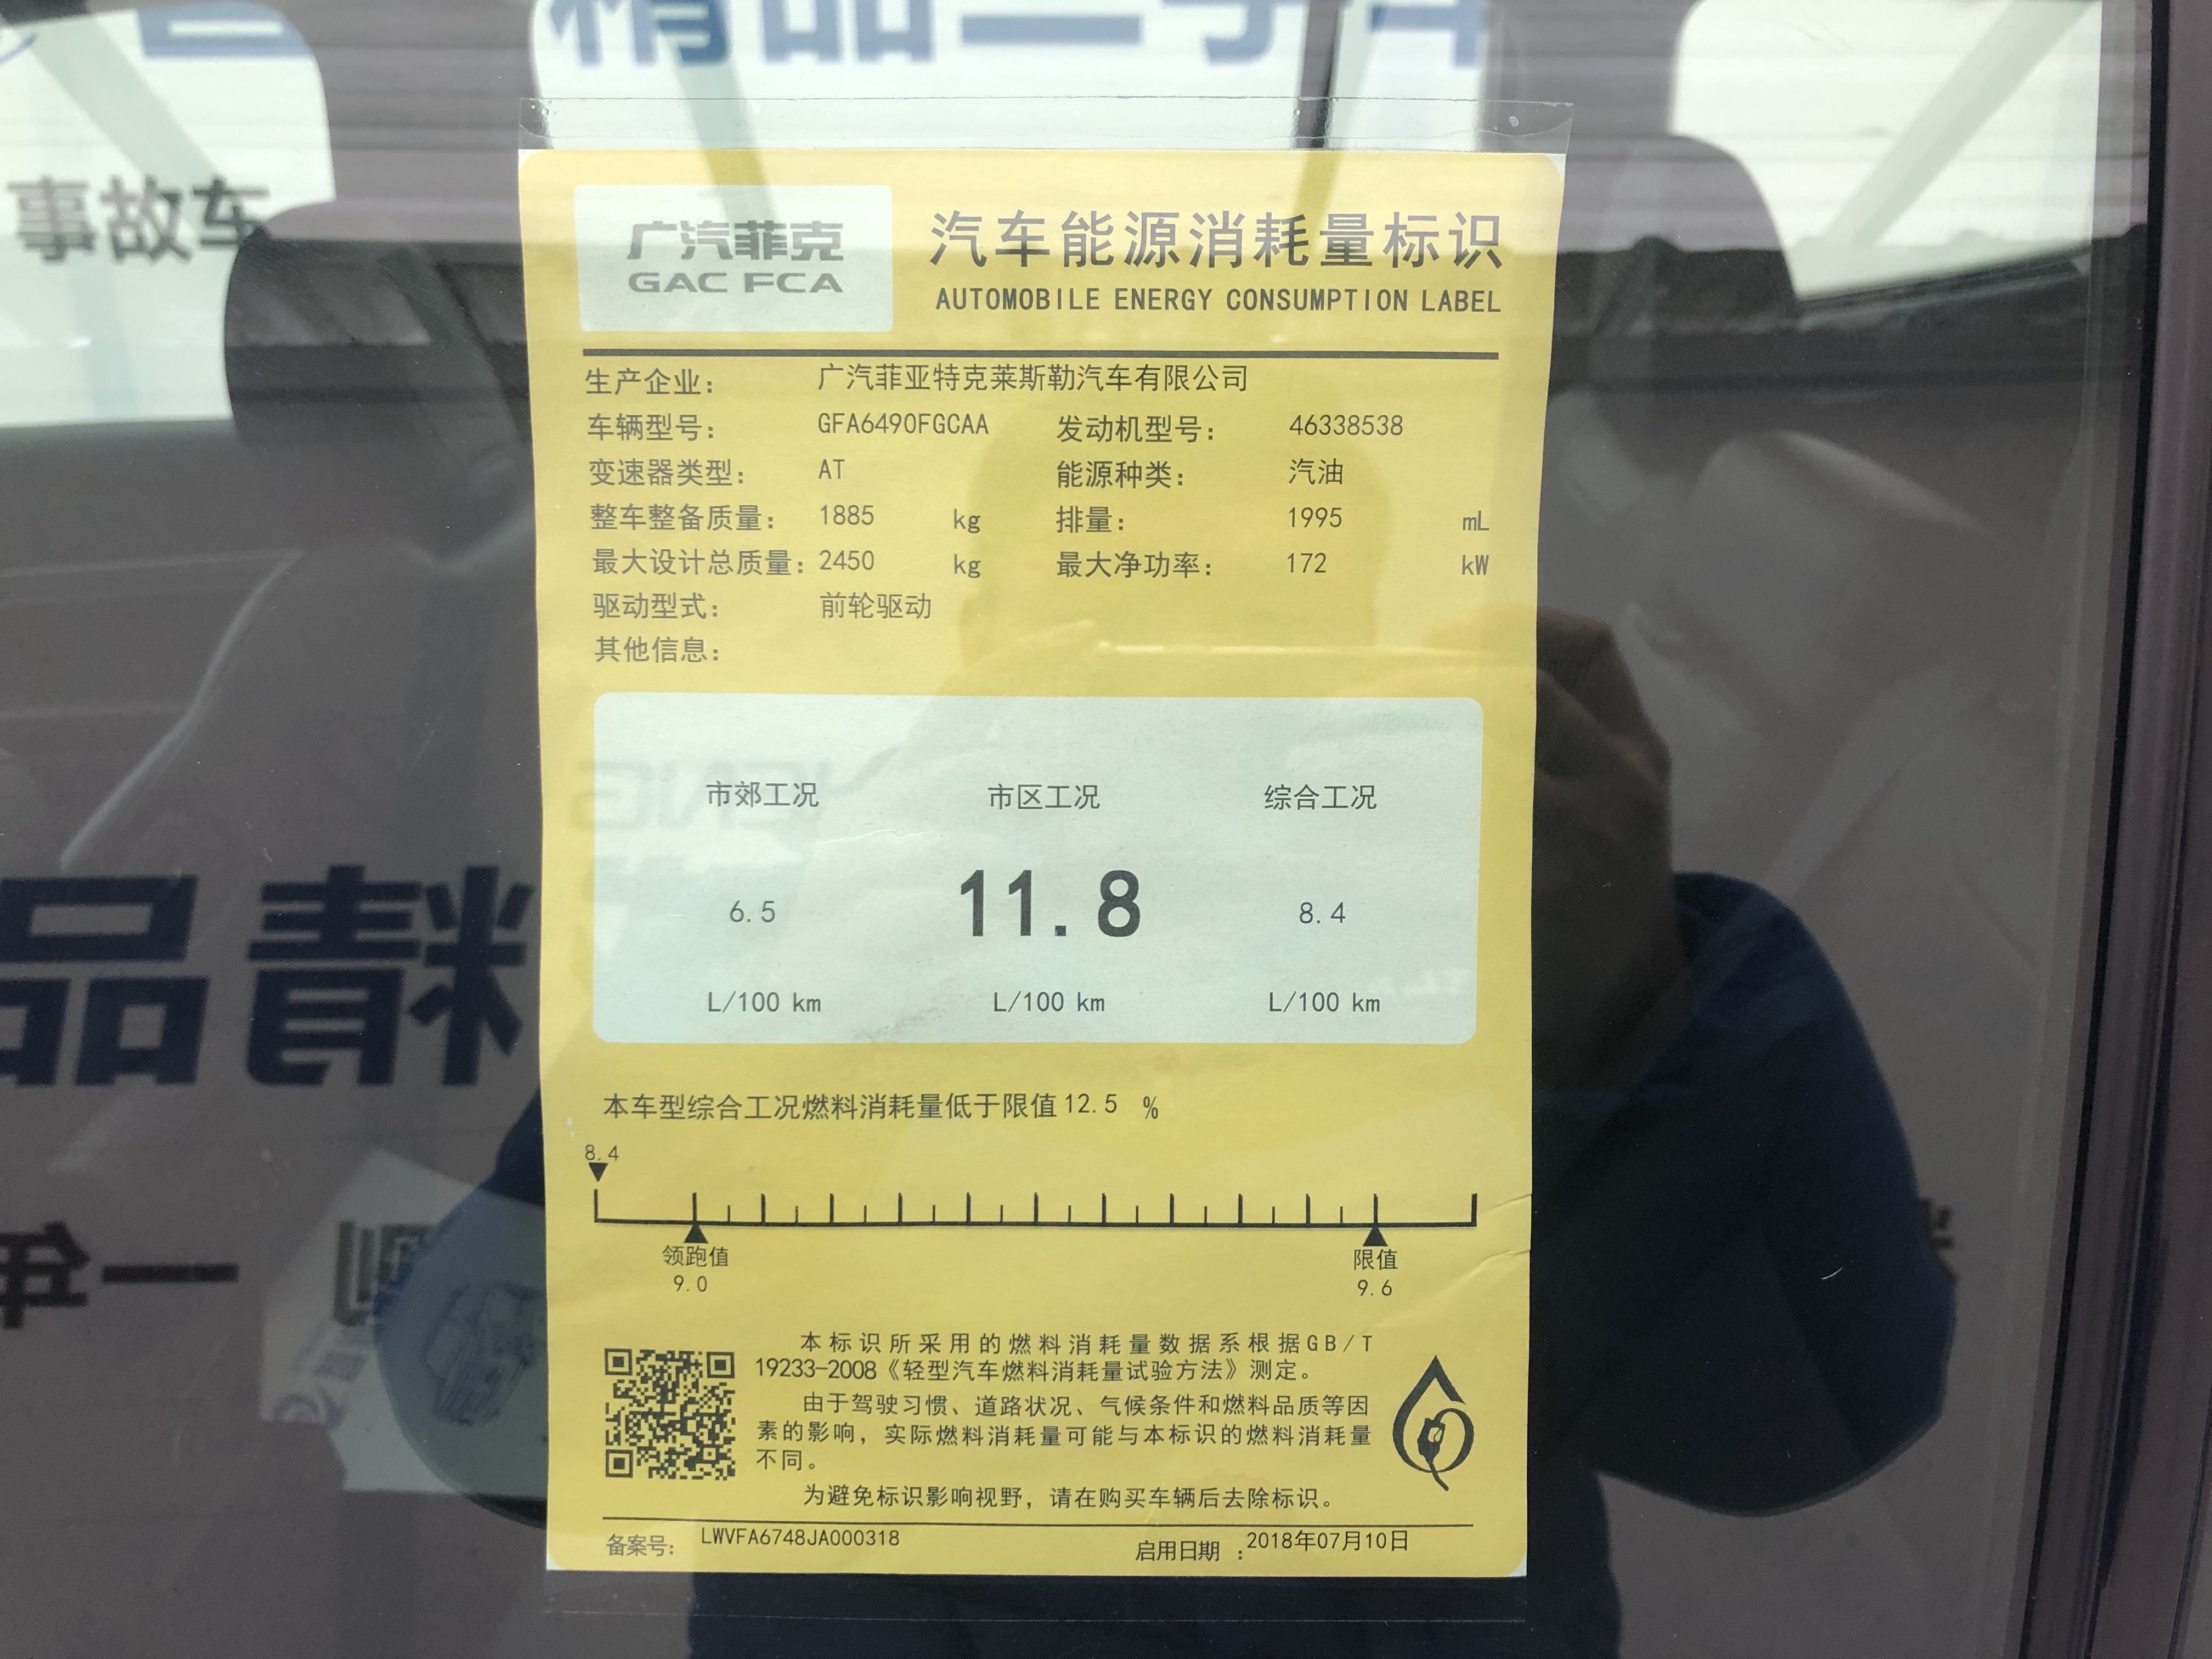 精品二手车
事故车
广汽菲克
GAC FCA
汽车能源消耗量标识
AUTOMOBILE ENERGY CONSUMPTION LABEL
生产企业： 广汽菲亚特克莱斯勒汽车有限公司
车辆型号： GFA6490FGCAA 发动机型号： 46338538
变速器类型： AT 能源种类： 汽油
整车整备质量： 1885 kg 排量： 1995 mL
最大设计总质量： 2450 kg 最大净功率： 172 kW
驱动型式： 前轮驱动
其他信息：
市郊工况 市区工况 综合工况
6.5 11.8 8.4
L/100 km L/100 km L/100 km
精品
本车型综合工况燃料消耗量低于限值12.5 %
8.4
领跑值 限值
9.0 9.6
一年
本标识所采用的燃料消耗量数据系根据GB/T
19233-2008《轻型汽车燃料消耗量试验方法》测定。
由于驾驶习惯、道路状况、气候条件和燃料品质等因
素的影响，实际燃料消耗量可能与本标识的燃料消耗量
不同。
为避免标识影响视野，请在购买车辆后去除标识。
备案号： LWVFA6748JA000318 启用日期 ：2018年07月10日